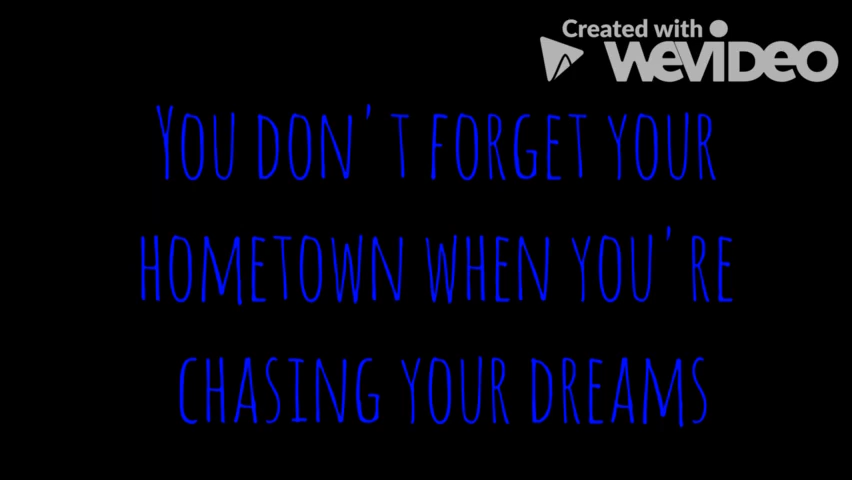 Created with
WeVideo
You don't forget your
hometown when you're
chasing your dreams